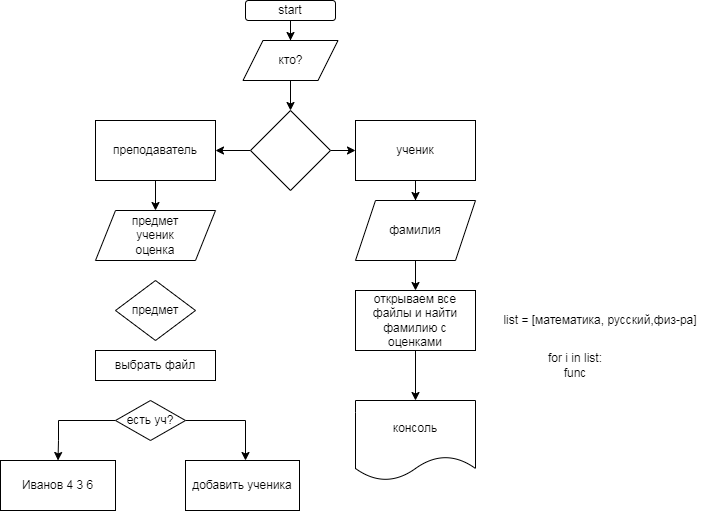 start
кто?
преподаватель
ученик
предмет
ученик
оценка
фамилия
предмет
открываем все
файлы и найти
фамилию с
оценками
list = [математика, русский,физ-ра]
for i in list:
func
выбрать файл
есть уч?
консоль
Иванов 4 3 6
добавить ученика